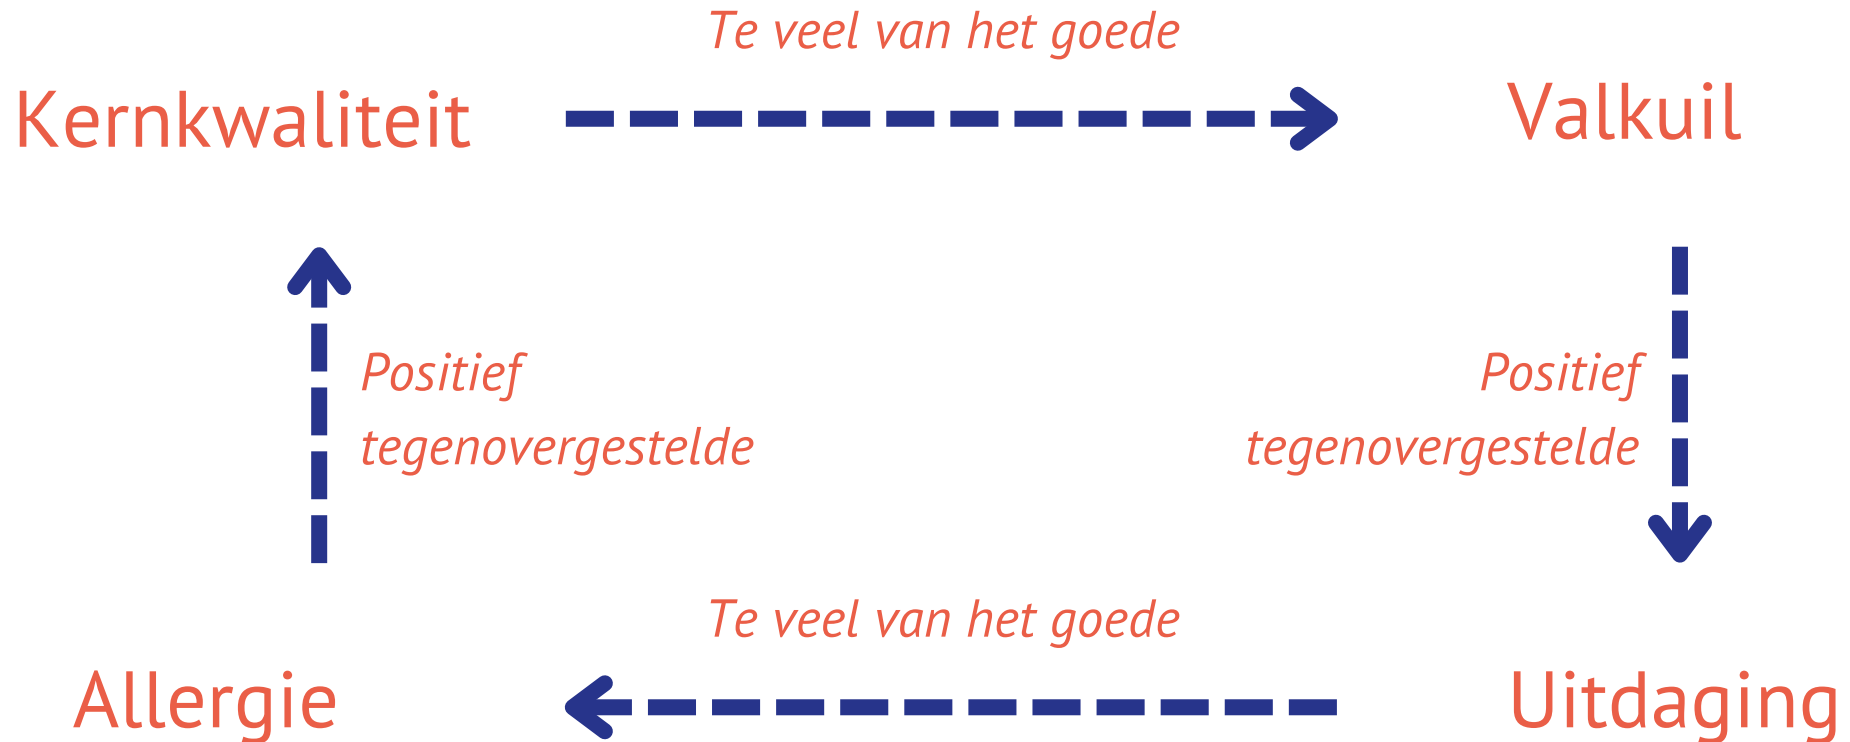 Te veel van het goede
Kernkwaliteit
Valkuil
Positief
tegenovergestelde
Positief
tegenovergestelde
Te veel van het goede
Allergie
Uitdaging